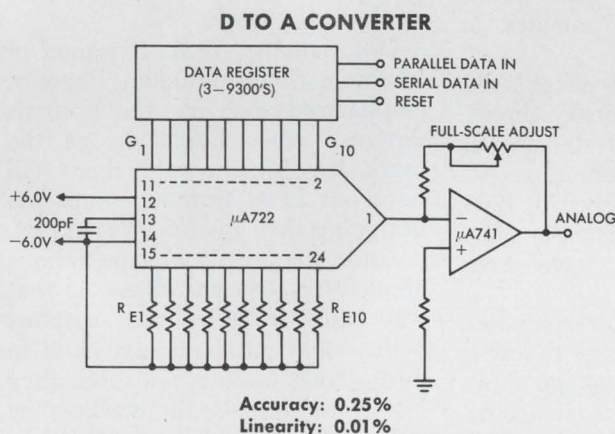 D TO A CONVERTER
DATA REGISTER
(3—9300'S)
PARALLEL DATA IN
SERIAL DATA IN
RESET
FULL-SCALE ADJUST
G1
G10
11
2
+6.0V
12
200pF
13
μA722
1
−
μA741
ANALOG
−6.0V
14
+
15
24
R E1
R E10
Accuracy: 0.25%
Linearity: 0.01%